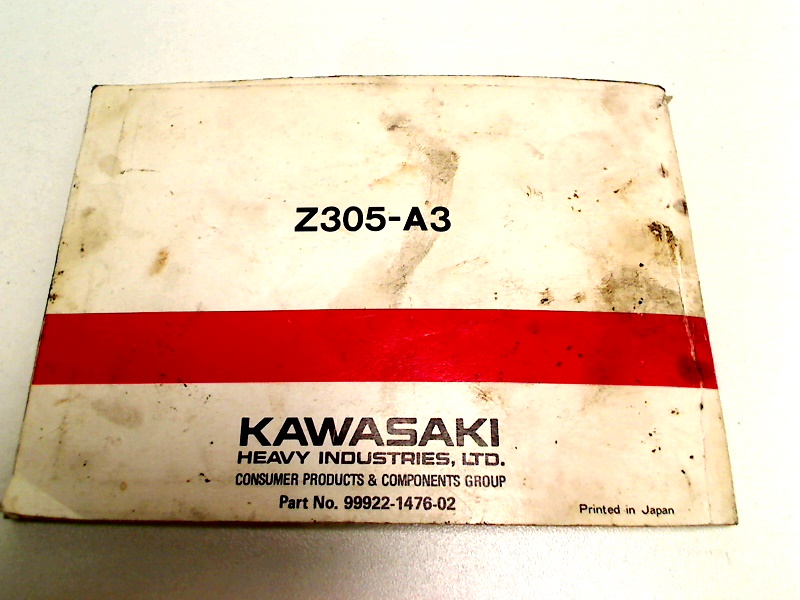 Z305-A3
KAWASAKI
HEAVY INDUSTRIES, LTD.
CONSUMER PRODUCTS & COMPONENTS GROUP
Part No. 99922-1476-02
Printed in Japan